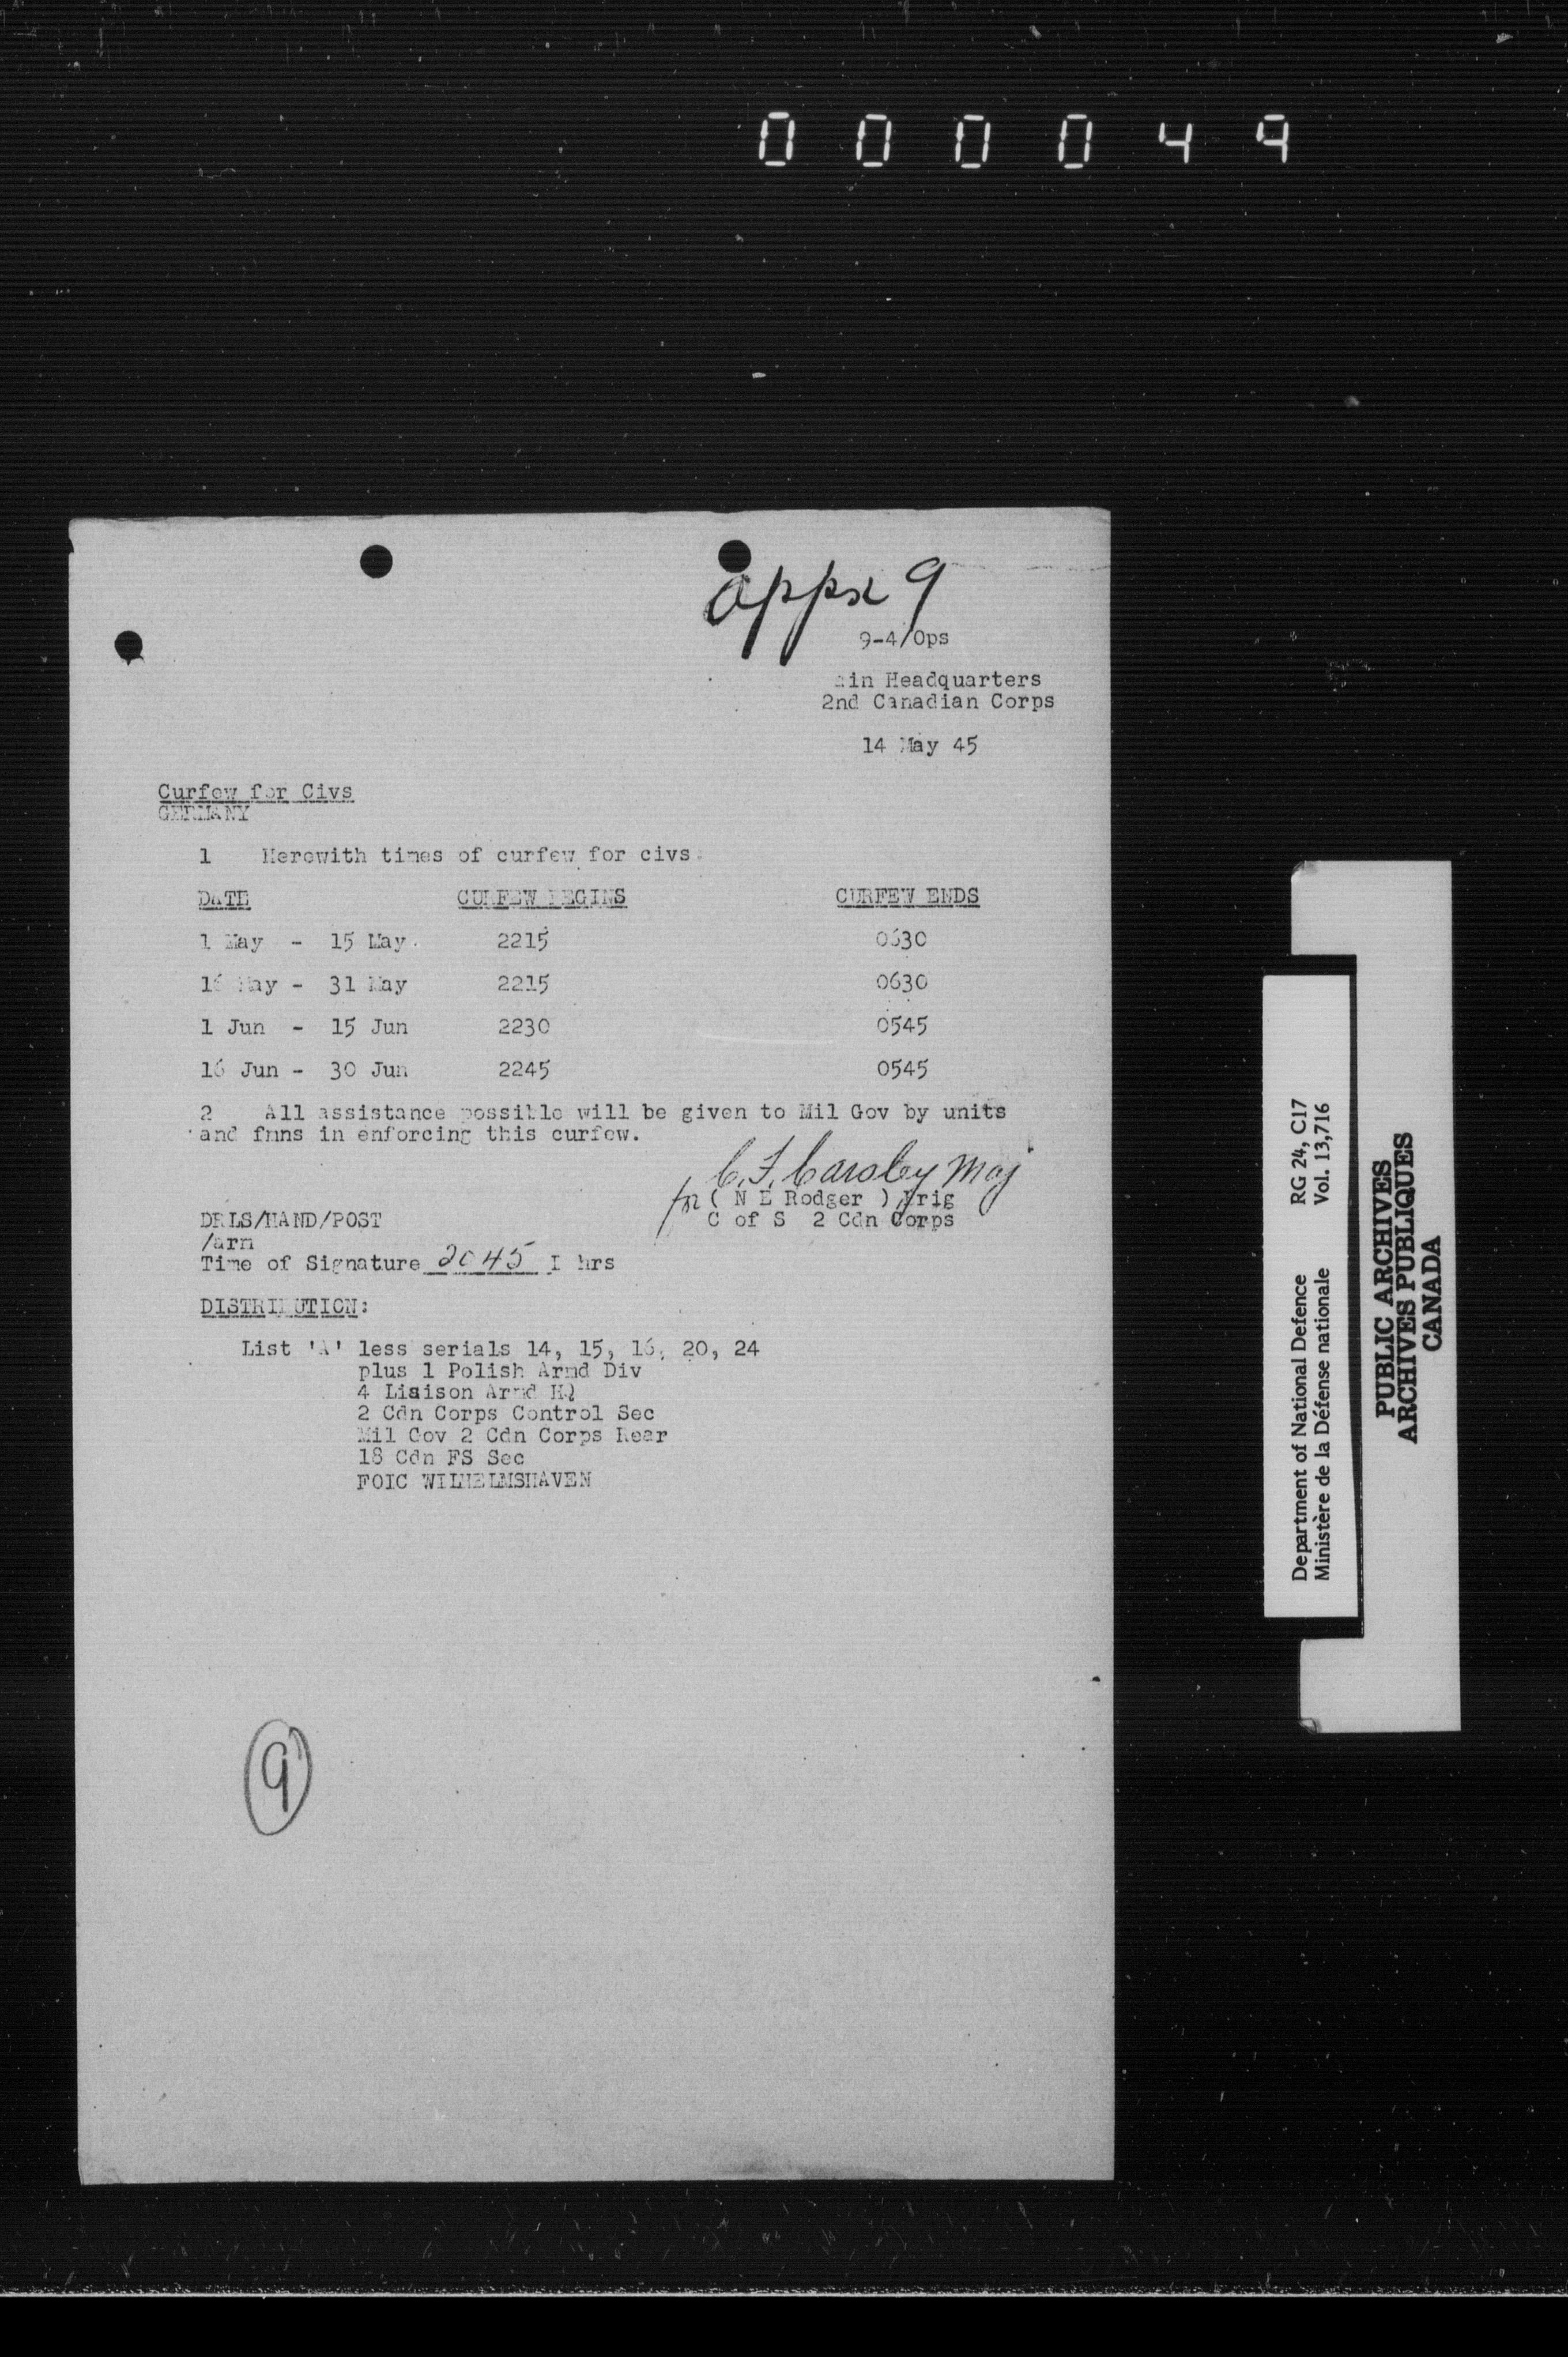 000049
appx 9
9-4/Ops
ain Headquarters
2nd Canadian Corps
14 May 45
Curfew for Civs
GERMANY
1 Herewith times of curfew for civs.
DATE CURFEW BEGINS CURFEW ENDS
1 May - 15 May. 2215 0630
16 May - 31 May 2215 0630
1 Jun - 15 Jun 2230 0545
16 Jun - 30 Jun 2245 0545
2 All assistance possible will be given to Mil Gov by units
and fmns in enforcing this curfew.
C.F. Carsley Maj
for ( N E Rodger ) Brig
C of S 2 Cdn Corps
DRLS/HAND/POST
/arm
Time of Signature 2045 I hrs
DISTRIBUTION:
List 'A' less serials 14, 15, 16, 20, 24
plus 1 Polish Armd Div
4 Liaison Armd HQ
2 Cdn Corps Control Sec
Mil Gov 2 Cdn Corps Rear
18 Cdn FS Sec
FOIC WILHELMSHAVEN
9
Department of National Defence RG 24, C17
Ministère de la Défense nationale Vol. 13,716
PUBLIC ARCHIVES
ARCHIVES PUBLIQUES
CANADA